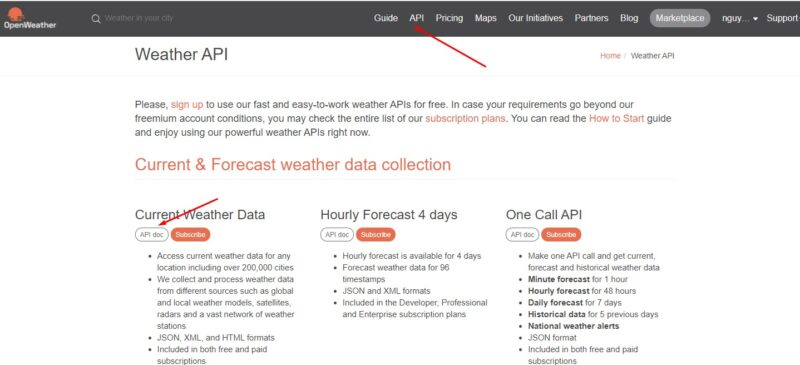 OpenWeather
Weather in your city
Guide API Pricing Maps Our Initiatives Partners Blog Marketplace nguy... Support
Weather API
Home / Weather API
Please, sign up to use our fast and easy-to-work weather APIs for free. In case your requirements go beyond our
freemium account conditions, you may check the entire list of our subscription plans. You can read the How to Start guide
and enjoy using our powerful weather APIs right now.
Current & Forecast weather data collection
Current Weather Data
API doc Subscribe
• Access current weather data for any
location including over 200,000 cities
• We collect and process weather data
from different sources such as global
and local weather models, satellites,
radars and a vast network of weather
stations
• JSON, XML, and HTML formats
• Included in both free and paid
subscriptions
Hourly Forecast 4 days
API doc Subscribe
• Hourly forecast is available for 4 days
• Forecast weather data for 96
timestamps
• JSON and XML formats
• Included in the Developer, Professional
and Enterprise subscription plans
One Call API
API doc Subscribe
• Make one API call and get current,
forecast and historical weather data
• Minute forecast for 1 hour
• Hourly forecast for 48 hours
• Daily forecast for 7 days
• Historical data for 5 previous days
• National weather alerts
• JSON format
• Included in both free and paid
subscriptions